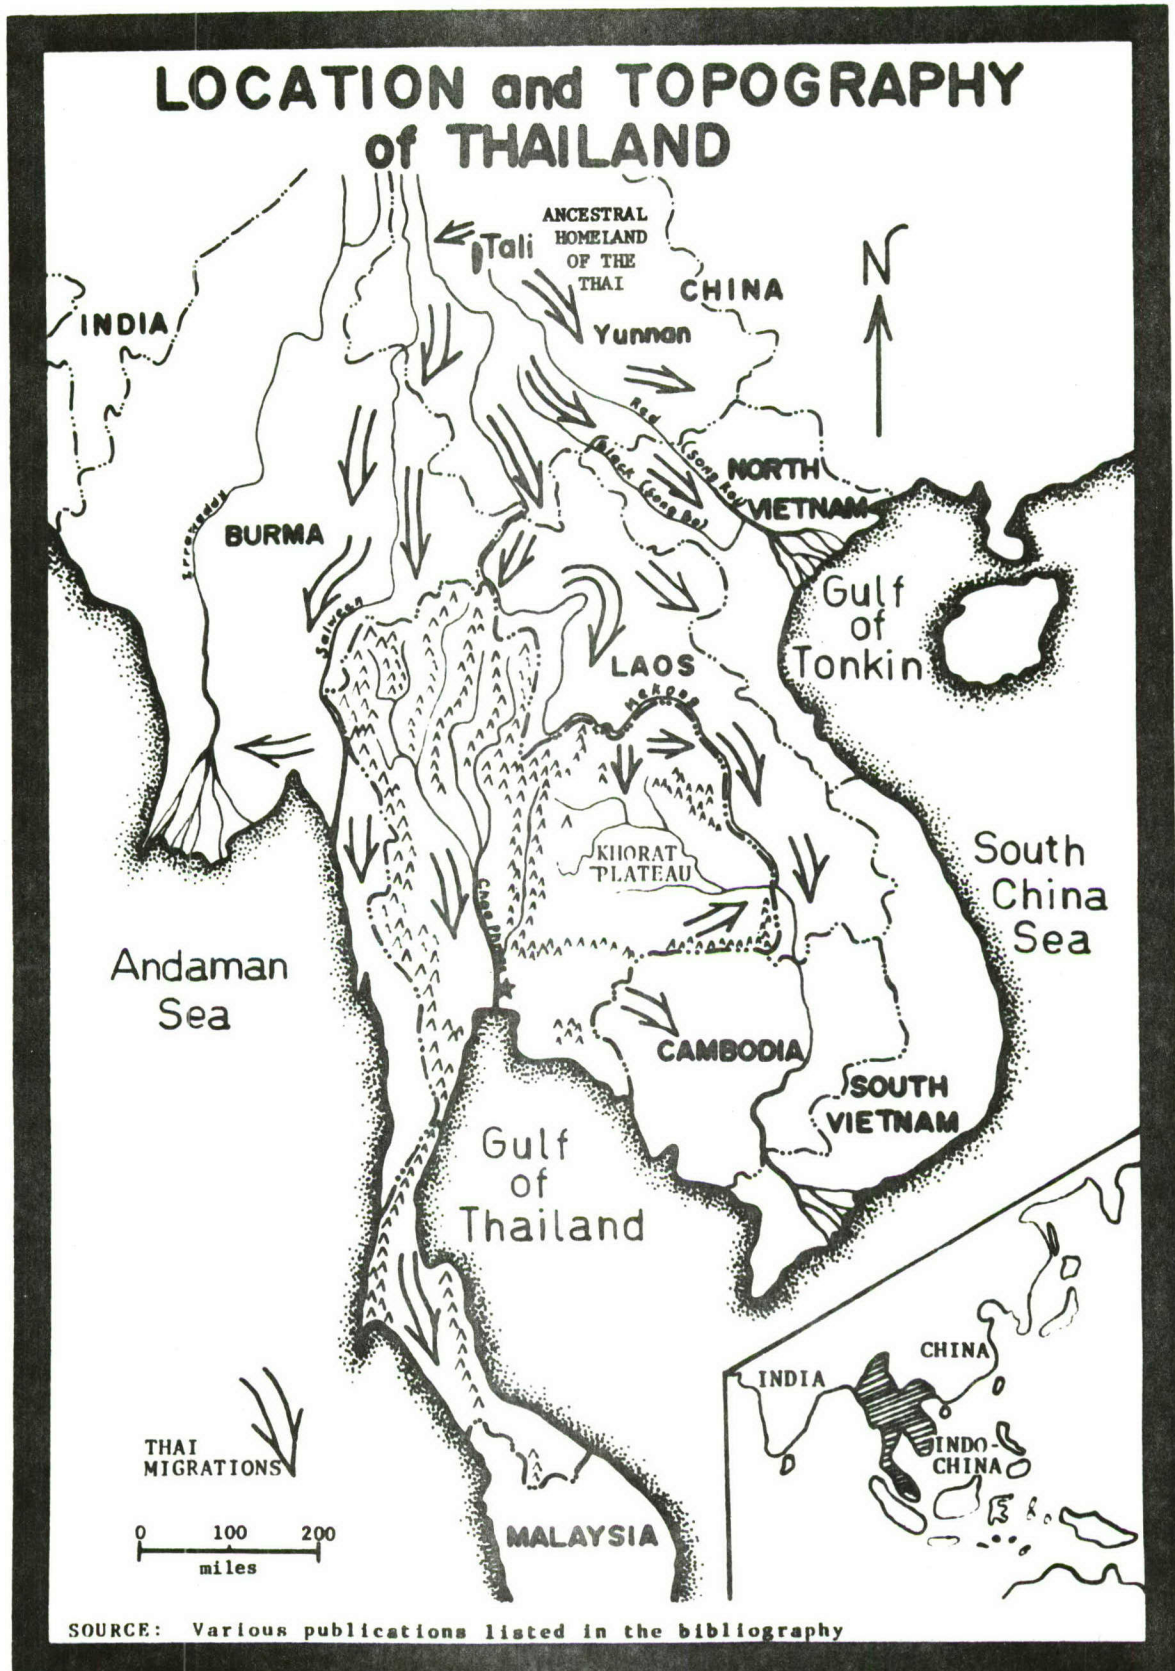 LOCATION and TOPOGRAPHY
of THAILAND
ANCESTRAL
HOMELAND
OF THE
THAI
Tali
N
CHINA
INDIA
Yunnan
Red
(Song Koi)
Black (Song Bo)
NORTH
VIETNAM
Irrawaddy
BURMA
Salween
Gulf
of
Tonkin
LAOS
Mekong
KHORAT
PLATEAU
Chao Phr
South
China
Sea
Andaman
Sea
CAMBODIA
SOUTH
VIETNAM
Gulf
of
Thailand
CHINA
INDIA
INDO-
CHINA
THAI
MIGRATIONS
0 100 200
miles
MALAYSIA
SOURCE: Various publications listed in the bibliography